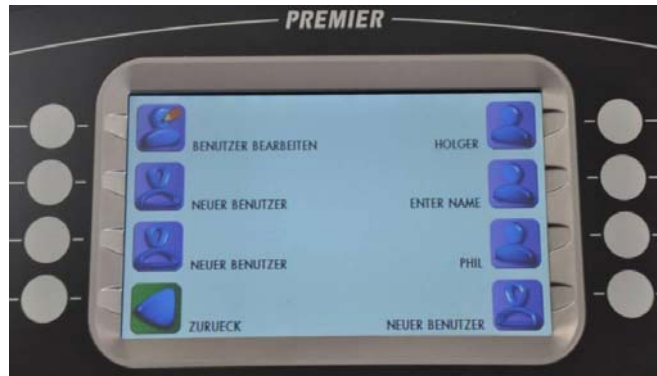 PREMIER
BENUTZER BEARBEITEN
HOLGER
NEUER BENUTZER
ENTER NAME
NEUER BENUTZER
PHIL
ZURUECK
NEUER BENUTZER